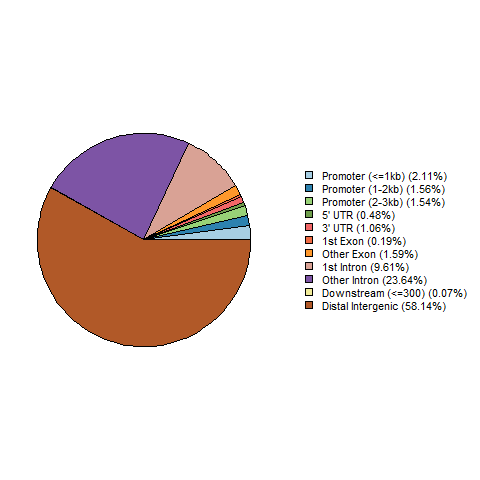 Promoter (<=1kb) (2.11%)
Promoter (1-2kb) (1.56%)
Promoter (2-3kb) (1.54%)
5' UTR (0.48%)
3' UTR (1.06%)
1st Exon (0.19%)
Other Exon (1.59%)
1st Intron (9.61%)
Other Intron (23.64%)
Downstream (<=300) (0.07%)
Distal Intergenic (58.14%)